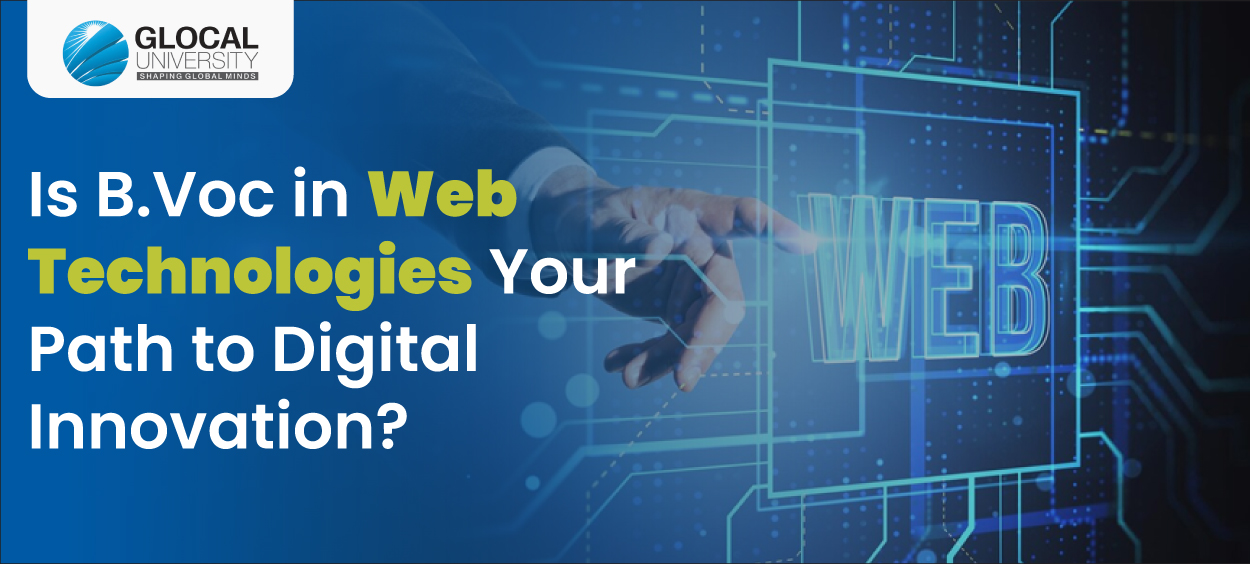 GLOCAL
UNIVERSITY
SHAPING GLOBAL MINDS
Is B.Voc in Web
Technologies Your
Path to Digital
Innovation?
WEB